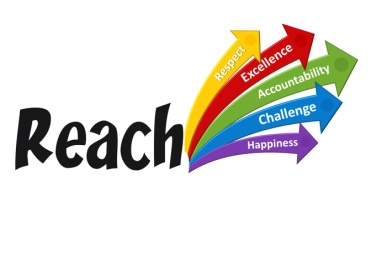 Reach
Respect
Excellence
Accountability
Challenge
Happiness